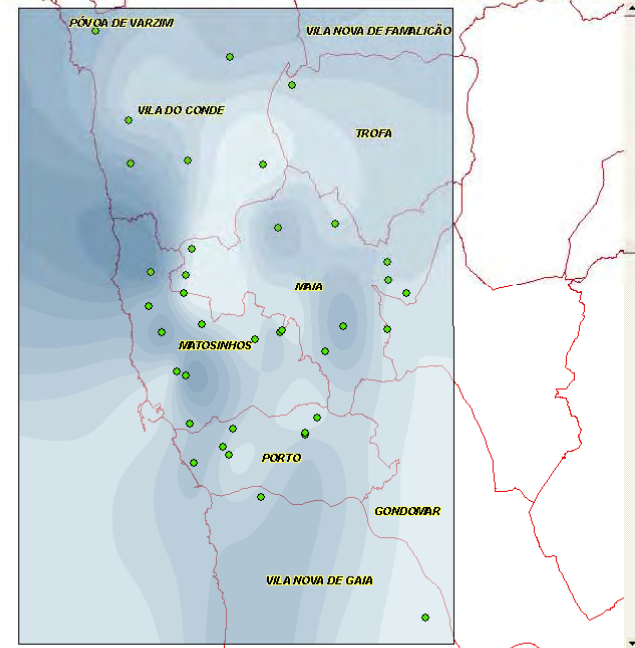 PÓVOA DE VARZIM
VILA NOVA DE FAMALICÃO
VILA DO CONDE
TROFA
MAIA
MATOSINHOS
PORTO
GONDOMAR
VILA NOVA DE GAIA